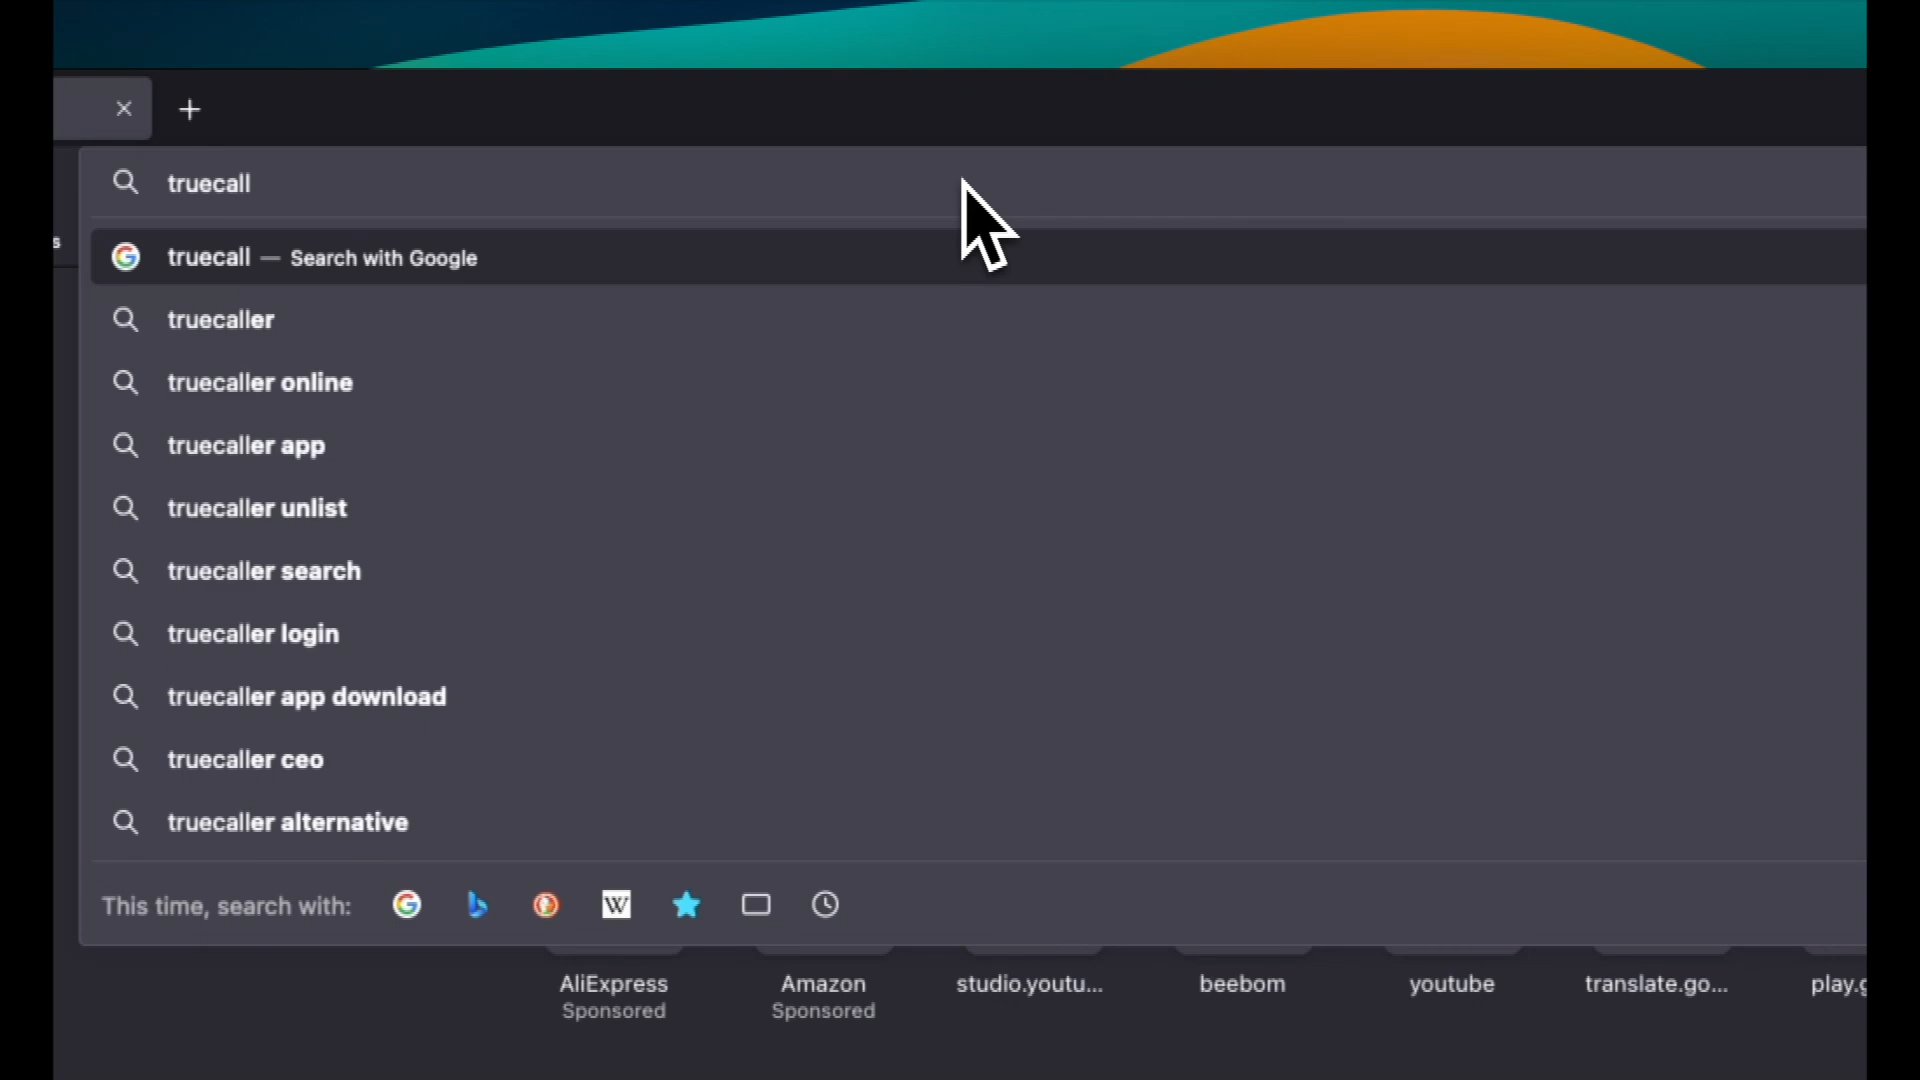 truecall
s
truecall — Search with Google
truecaller
truecaller online
truecaller app
truecaller unlist
truecaller search
truecaller login
truecaller app download
truecaller ceo
truecaller alternative
This time, search with:
W
AliExpress
Sponsored
Amazon
Sponsored
studio.youtu...
beebom
youtube
translate.go...
play.g